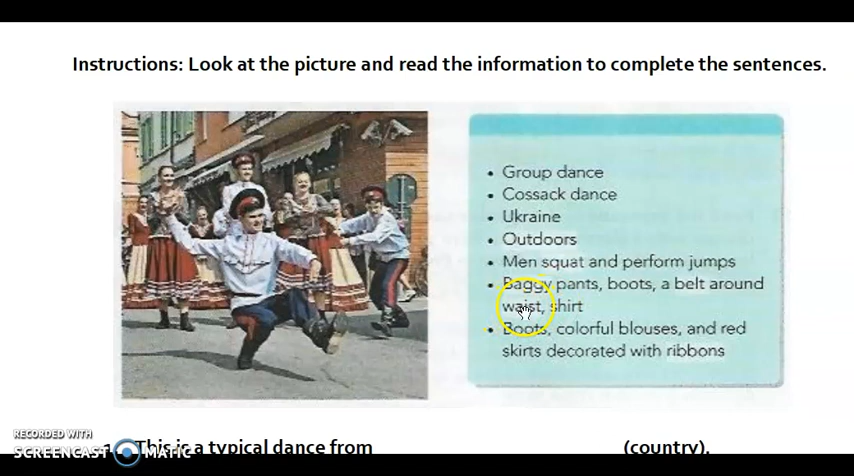 Instructions: Look at the picture and read the information to complete the sentences.
• Group dance
• Cossack dance
• Ukraine
• Outdoors
• Men squat and perform jumps
• Baggy pants, boots, a belt around
waist, shirt
• Boots, colorful blouses, and red
skirts decorated with ribbons
1. This is a typical dance from (country).
RECORDED WITH
SCREENCAST MATIC